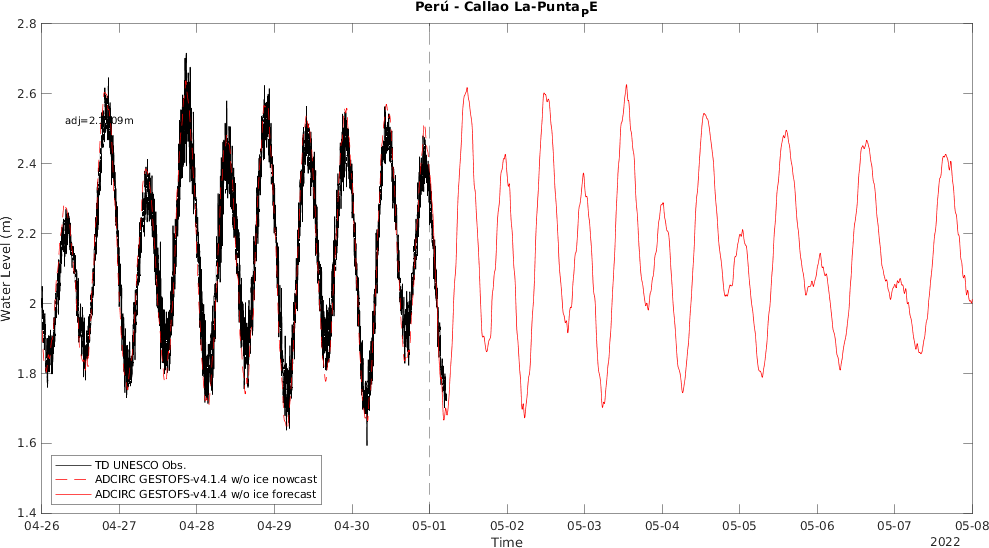 Perú - Callao La-PuntaPE
2.8
2.6
2.4
2.2
2
1.8
1.6
1.4
Water Level (m)
TD UNESCO Obs.
ADCIRC GESTOFS-v4.1.4 w/o ice nowcast
ADCIRC GESTOFS-v4.1.4 w/o ice forecast
04-26 04-27 04-28 04-29 04-30 05-01 05-02 05-03 05-04 05-05 05-06 05-07 05-08
Time
2022